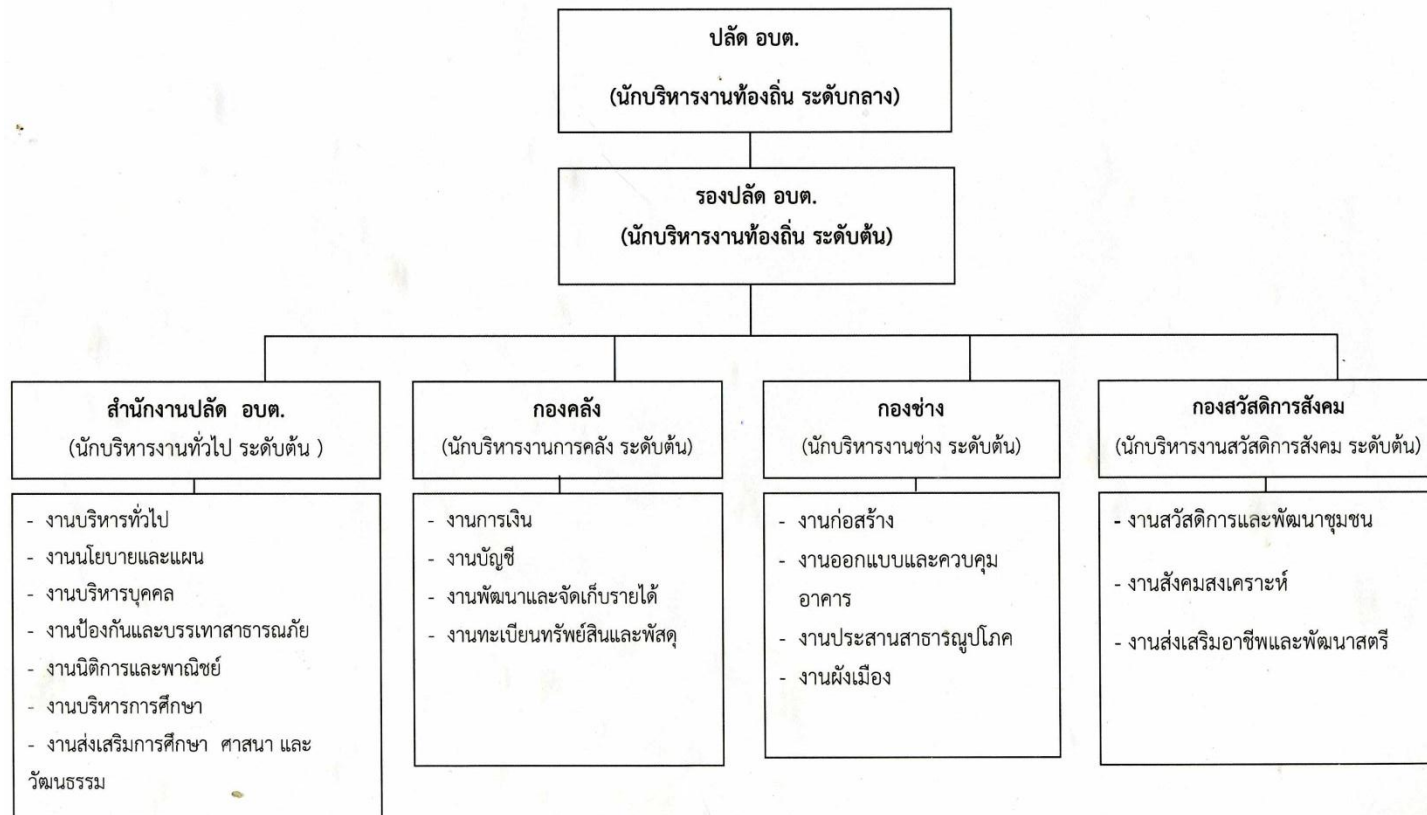 ปลัด อบต.
(นักบริหารงานท้องถิ่น ระดับกลาง)
รองปลัด อบต.
(นักบริหารงานท้องถิ่น ระดับต้น)
สำนักงานปลัด อบต.
(นักบริหารงานทั่วไป ระดับต้น )
- งานบริหารทั่วไป
- งานนโยบายและแผน
- งานบริหารบุคคล
- งานป้องกันและบรรเทาสาธารณภัย
- งานนิติการและพาณิชย์
- งานบริหารการศึกษา
- งานส่งเสริมการศึกษา ศาสนา และ
วัฒนธรรม
กองคลัง
(นักบริหารงานการคลัง ระดับต้น)
- งานการเงิน
- งานบัญชี
- งานพัฒนาและจัดเก็บรายได้
- งานทะเบียนทรัพย์สินและพัสดุ
กองช่าง
(นักบริหารงานช่าง ระดับต้น)
- งานก่อสร้าง
- งานออกแบบและควบคุม
อาคาร
- งานประสานสาธารณูปโภค
- งานผังเมือง
กองสวัสดิการสังคม
(นักบริหารงานสวัสดิการสังคม ระดับต้น)
- งานสวัสดิการและพัฒนาชุมชน
- งานสังคมสงเคราะห์
- งานส่งเสริมอาชีพและพัฒนาสตรี